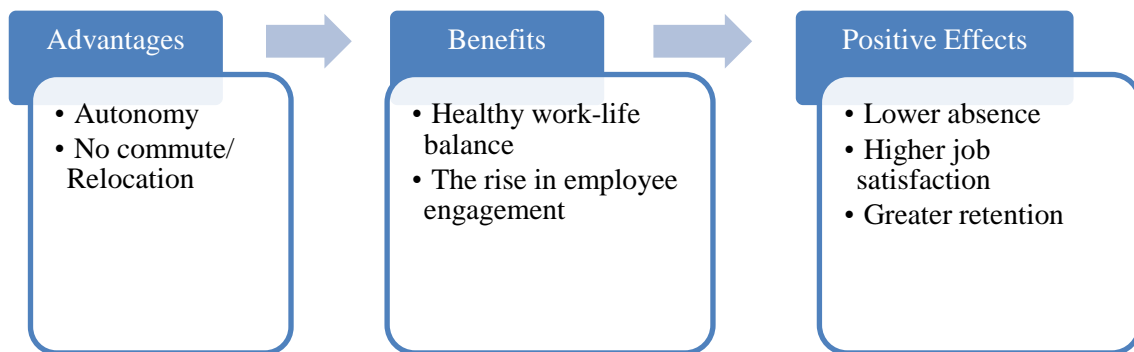 Advantages
• Autonomy
• No commute/
Relocation
Benefits
• Healthy work-life
balance
• The rise in employee
engagement
Positive Effects
• Lower absence
• Higher job
satisfaction
• Greater retention